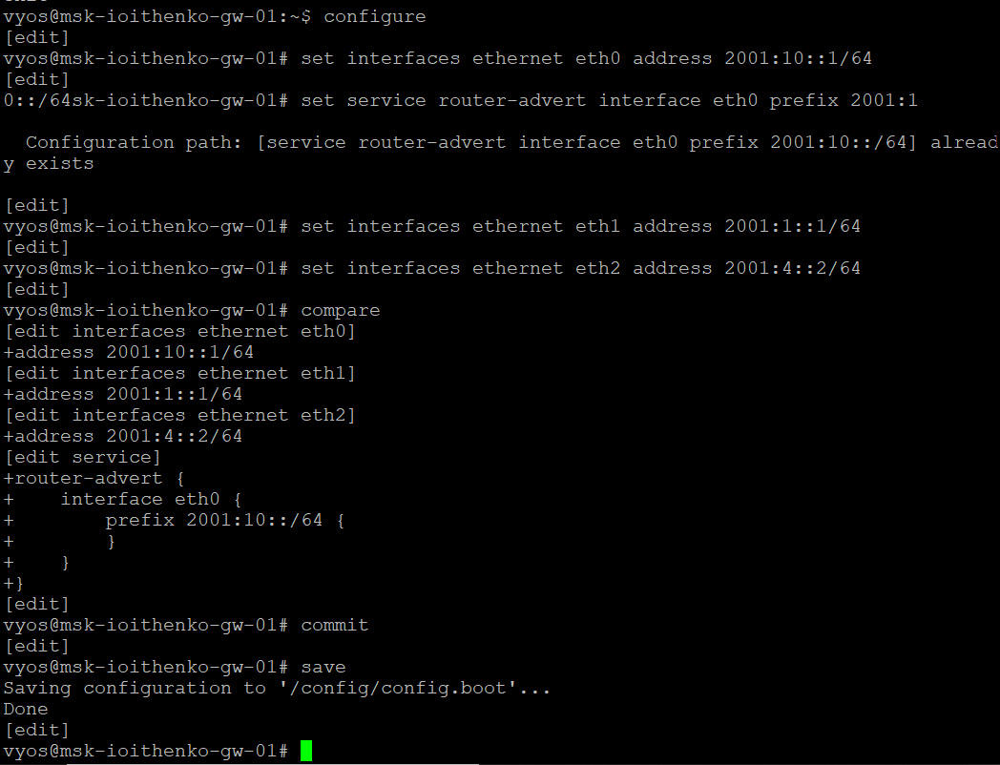 vyos@msk-ioithenko-gw-01:~$ configure
[edit]
vyos@msk-ioithenko-gw-01# set interfaces ethernet eth0 address 2001:10::1/64
[edit]
0::/64sk-ioithenko-gw-01# set service router-advert interface eth0 prefix 2001:1
  Configuration path: [service router-advert interface eth0 prefix 2001:10::/64] alread
y exists
[edit]
vyos@msk-ioithenko-gw-01# set interfaces ethernet eth1 address 2001:1::1/64
[edit]
vyos@msk-ioithenko-gw-01# set interfaces ethernet eth2 address 2001:4::2/64
[edit]
vyos@msk-ioithenko-gw-01# compare
[edit interfaces ethernet eth0]
+address 2001:10::1/64
[edit interfaces ethernet eth1]
+address 2001:1::1/64
[edit interfaces ethernet eth2]
+address 2001:4::2/64
[edit service]
+router-advert {
+    interface eth0 {
+        prefix 2001:10::/64 {
+        }
+    }
+}
[edit]
vyos@msk-ioithenko-gw-01# commit
[edit]
vyos@msk-ioithenko-gw-01# save
Saving configuration to '/config/config.boot'...
Done
[edit]
vyos@msk-ioithenko-gw-01#